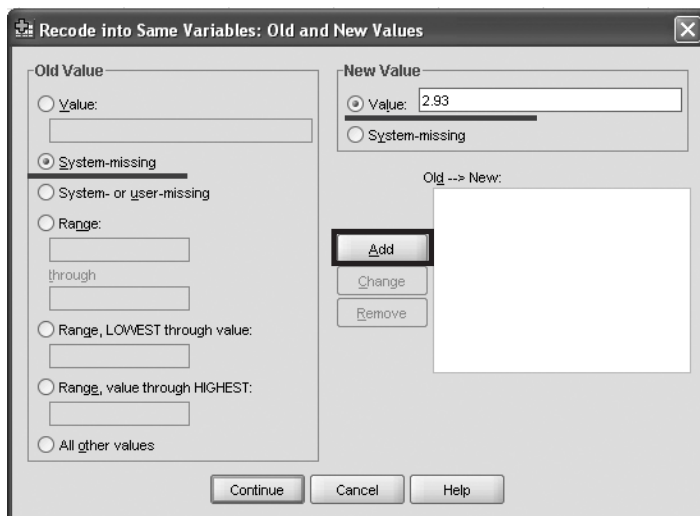 Recode into Same Variables: Old and New Values
Old Value
Value:
System-missing
System- or user-missing
Range:
through
Range, LOWEST through value:
Range, value through HIGHEST:
All other values
New Value
Value: 2.93
System-missing
Old --> New:
Add
Change
Remove
Continue
Cancel
Help